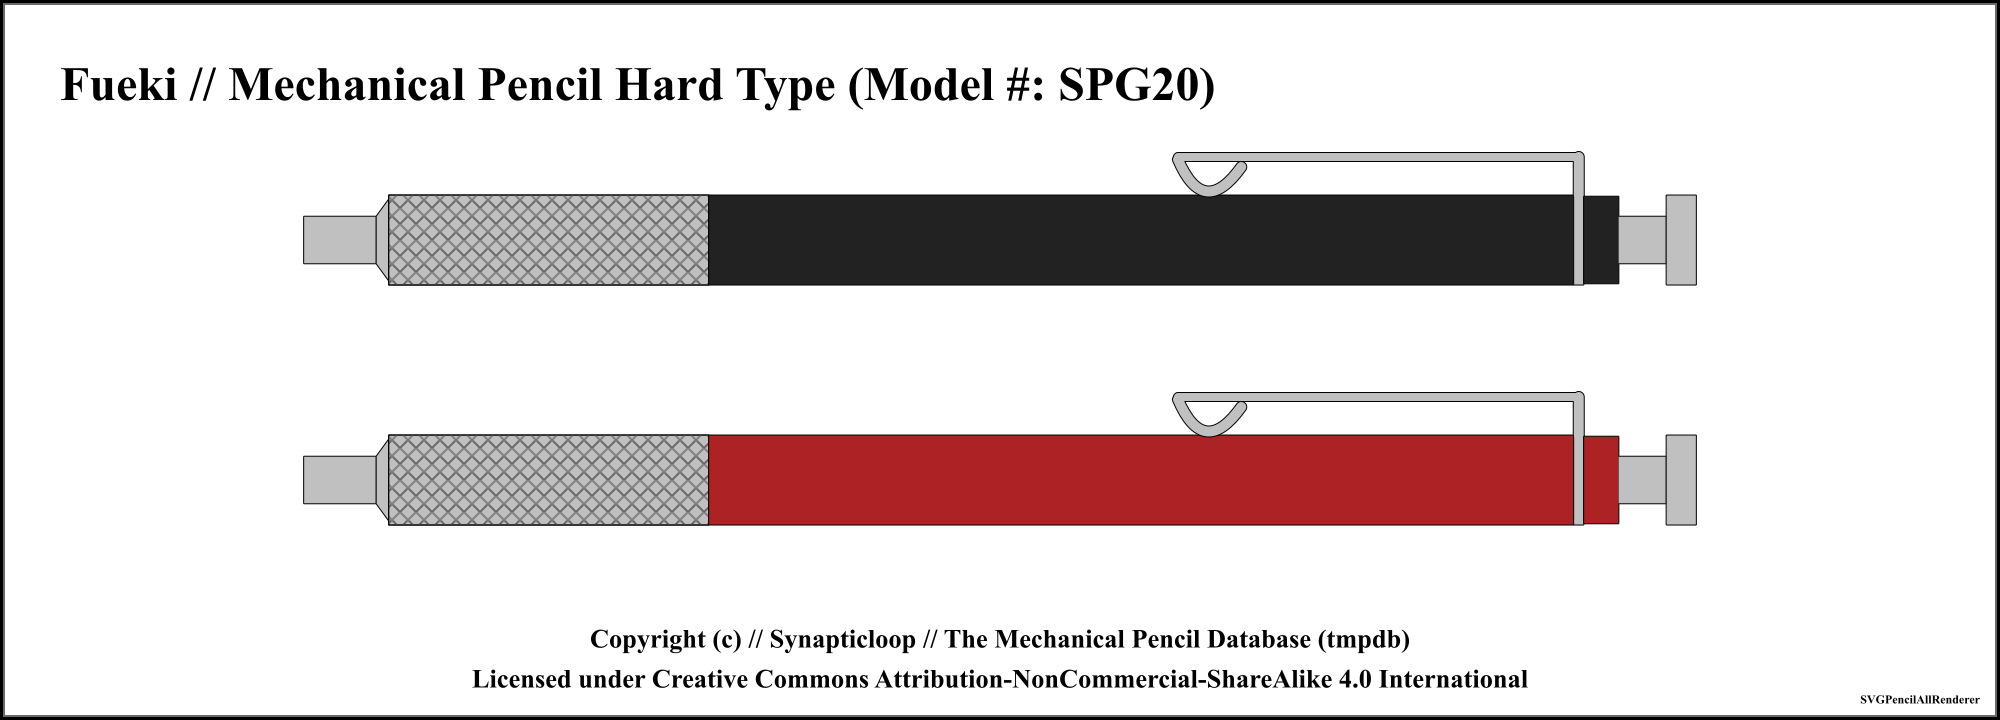 Fueki // Mechanical Pencil Hard Type (Model #: SPG20)
Copyright (c) // Synapticloop // The Mechanical Pencil Database (tmpdb)
Licensed under Creative Commons Attribution-NonCommercial-ShareAlike 4.0 International
SVGPencilAllRenderer